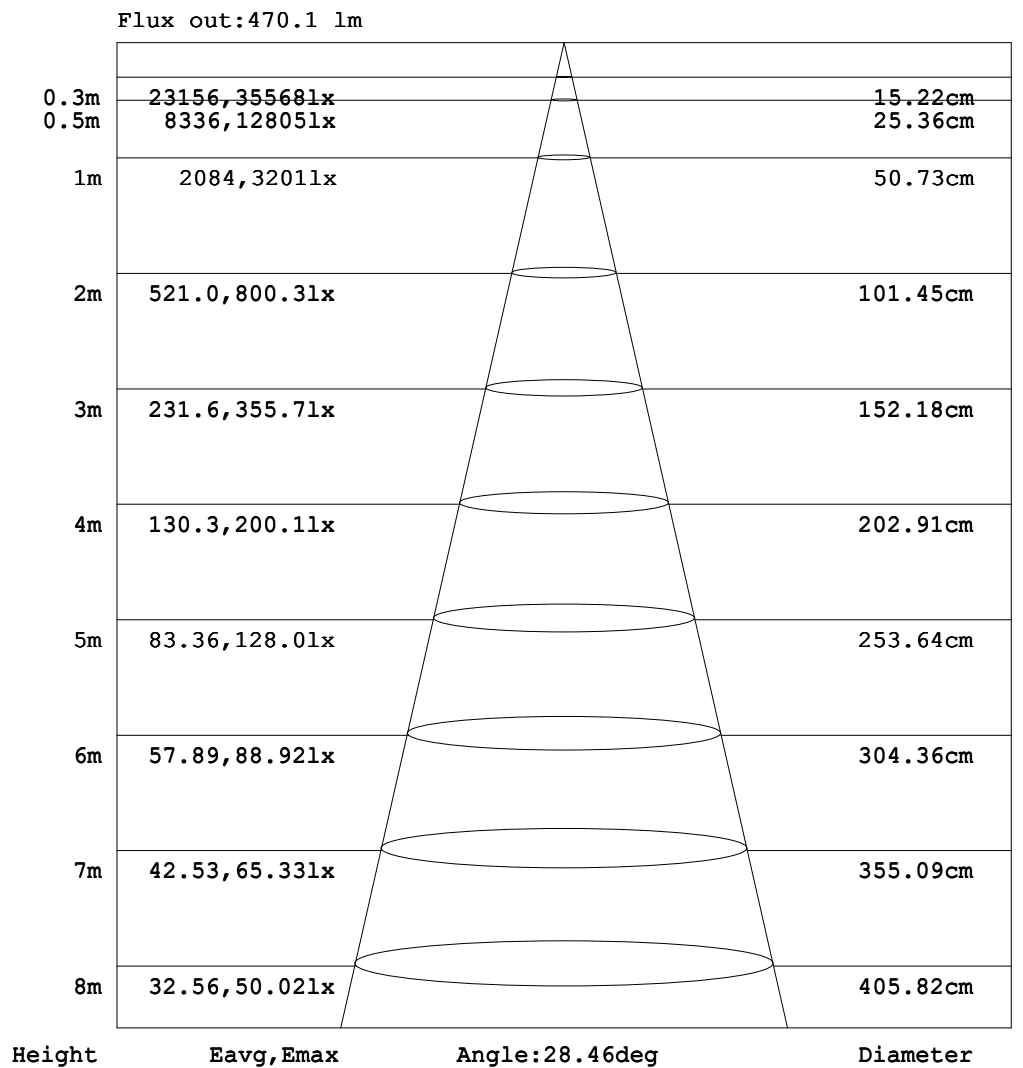 Flux out:470.1 lm
0.3m 23156,35568lx 15.22cm
0.5m 8336,12805lx 25.36cm
1m 2084,3201lx 50.73cm
2m 521.0,800.3lx 101.45cm
3m 231.6,355.7lx 152.18cm
4m 130.3,200.1lx 202.91cm
5m 83.36,128.0lx 253.64cm
6m 57.89,88.92lx 304.36cm
7m 42.53,65.33lx 355.09cm
8m 32.56,50.02lx 405.82cm
Height Eavg,Emax Angle:28.46deg Diameter